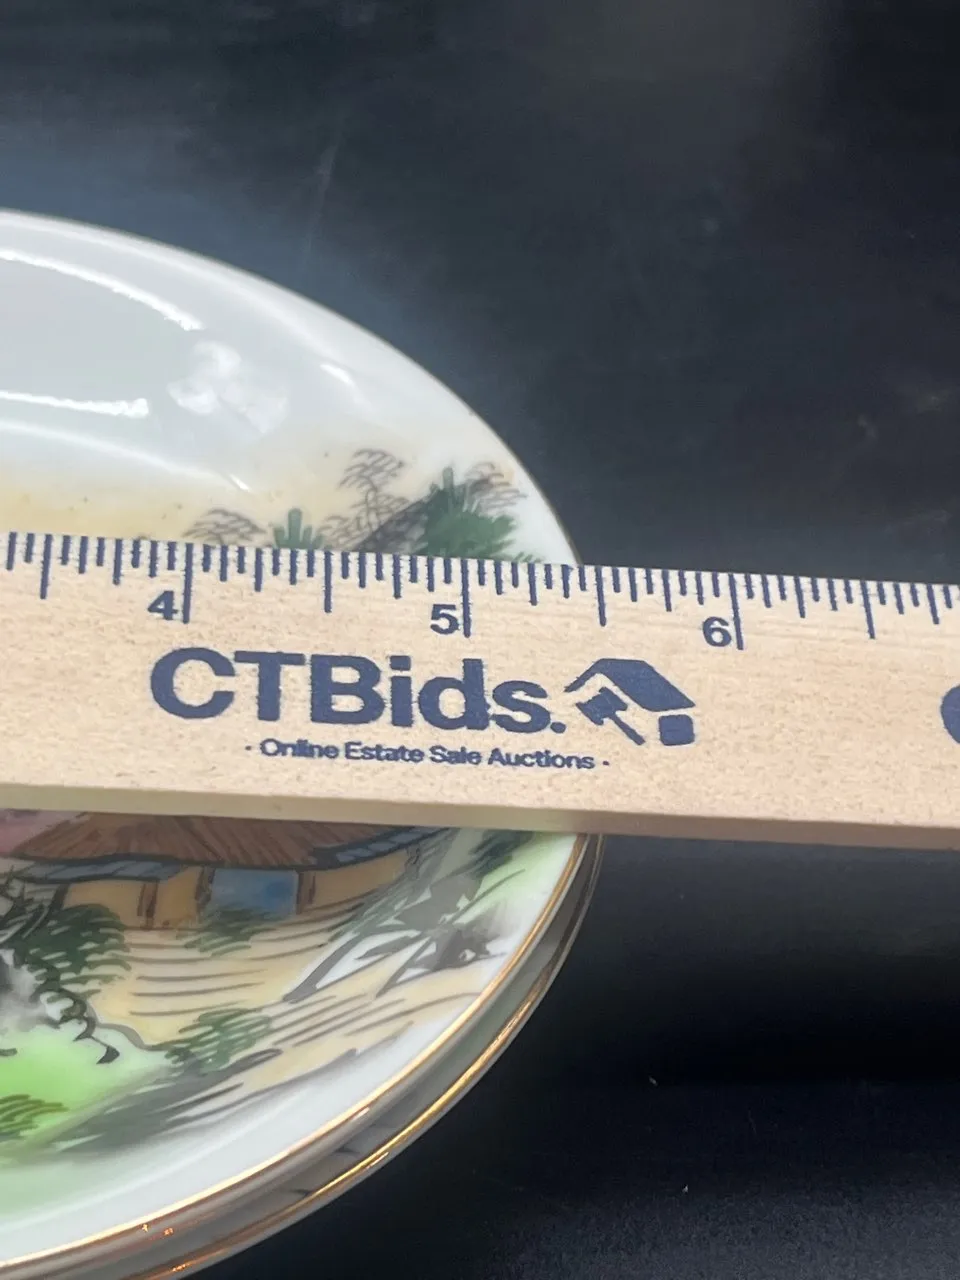 4 5 6
CTBids.
· Online Estate Sale Auctions ·